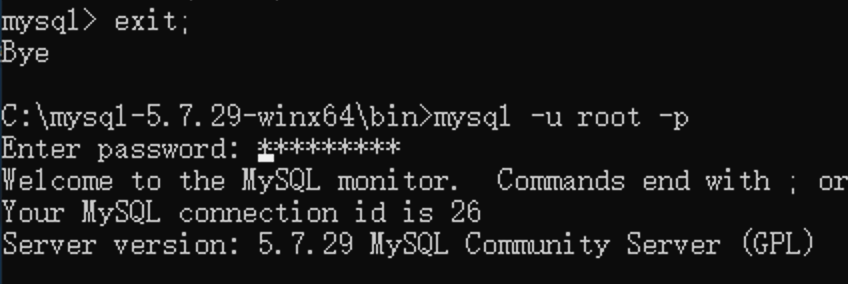 mysql> exit;
Bye
C:\mysql-5.7.29-winx64\bin>mysql -u root -p
Enter password: *********
Welcome to the MySQL monitor.  Commands end with ; or
Your MySQL connection id is 26
Server version: 5.7.29 MySQL Community Server (GPL)